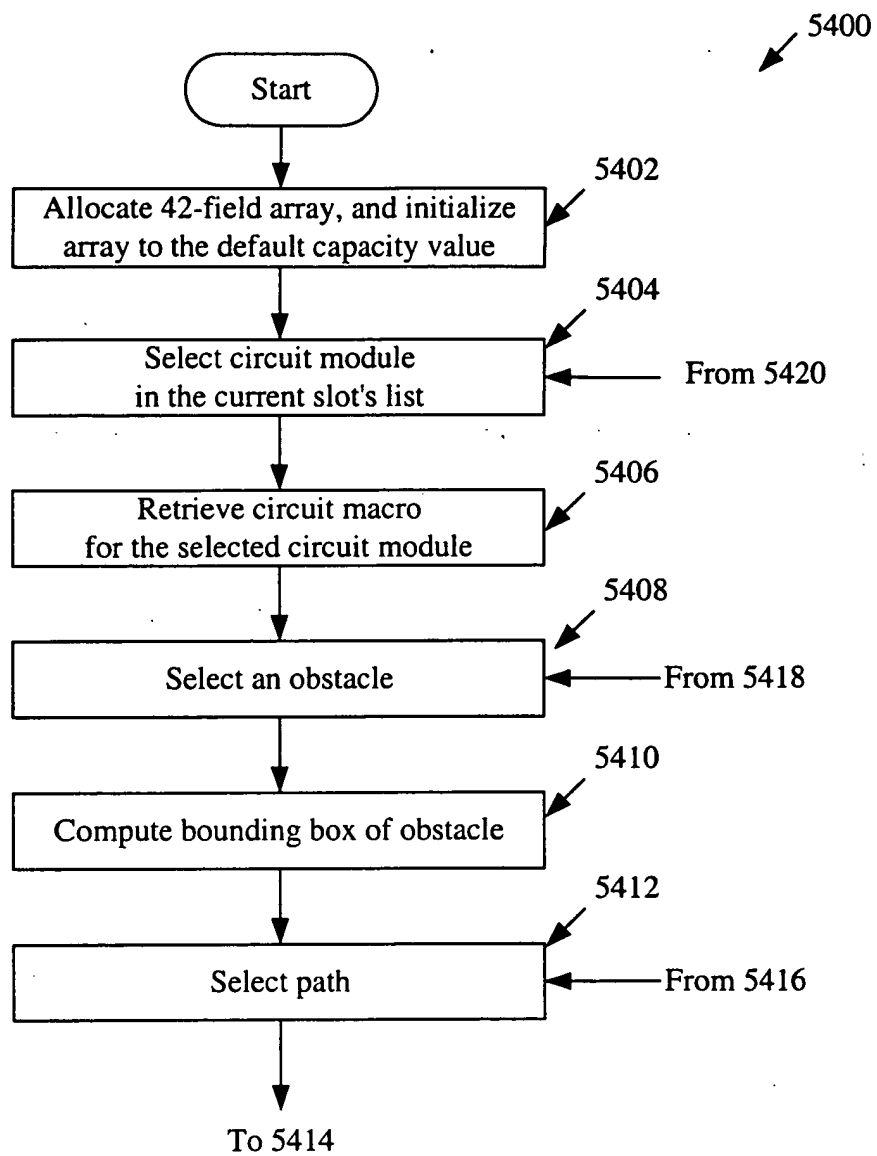 5400
Start
5402
Allocate 42-field array, and initialize
array to the default capacity value
5404
Select circuit module
in the current slot's list
From 5420
5406
Retrieve circuit macro
for the selected circuit module
5408
Select an obstacle
From 5418
5410
Compute bounding box of obstacle
5412
Select path
From 5416
To 5414